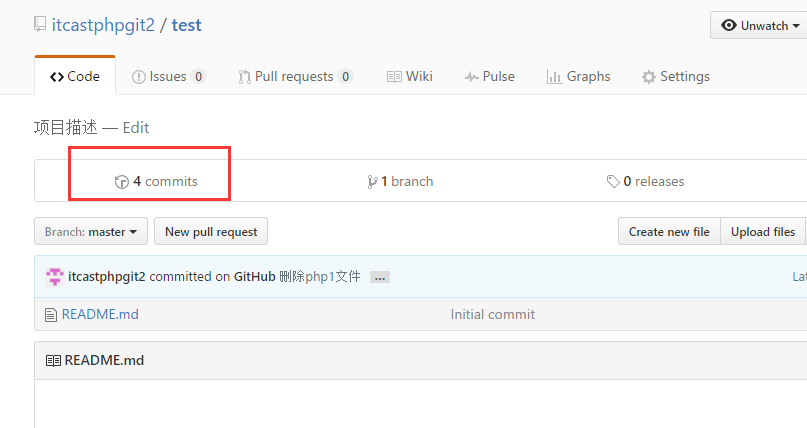 itcastphpgit2 / test
Unwatch
Code Issues 0 Pull requests 0 Wiki Pulse Graphs Settings
项目描述 — Edit
4 commits 1 branch 0 releases
Branch: master New pull request Create new file Upload files
itcastphpgit2 committed on GitHub 删除php1文件 ... Lat
README.md Initial commit
README.md